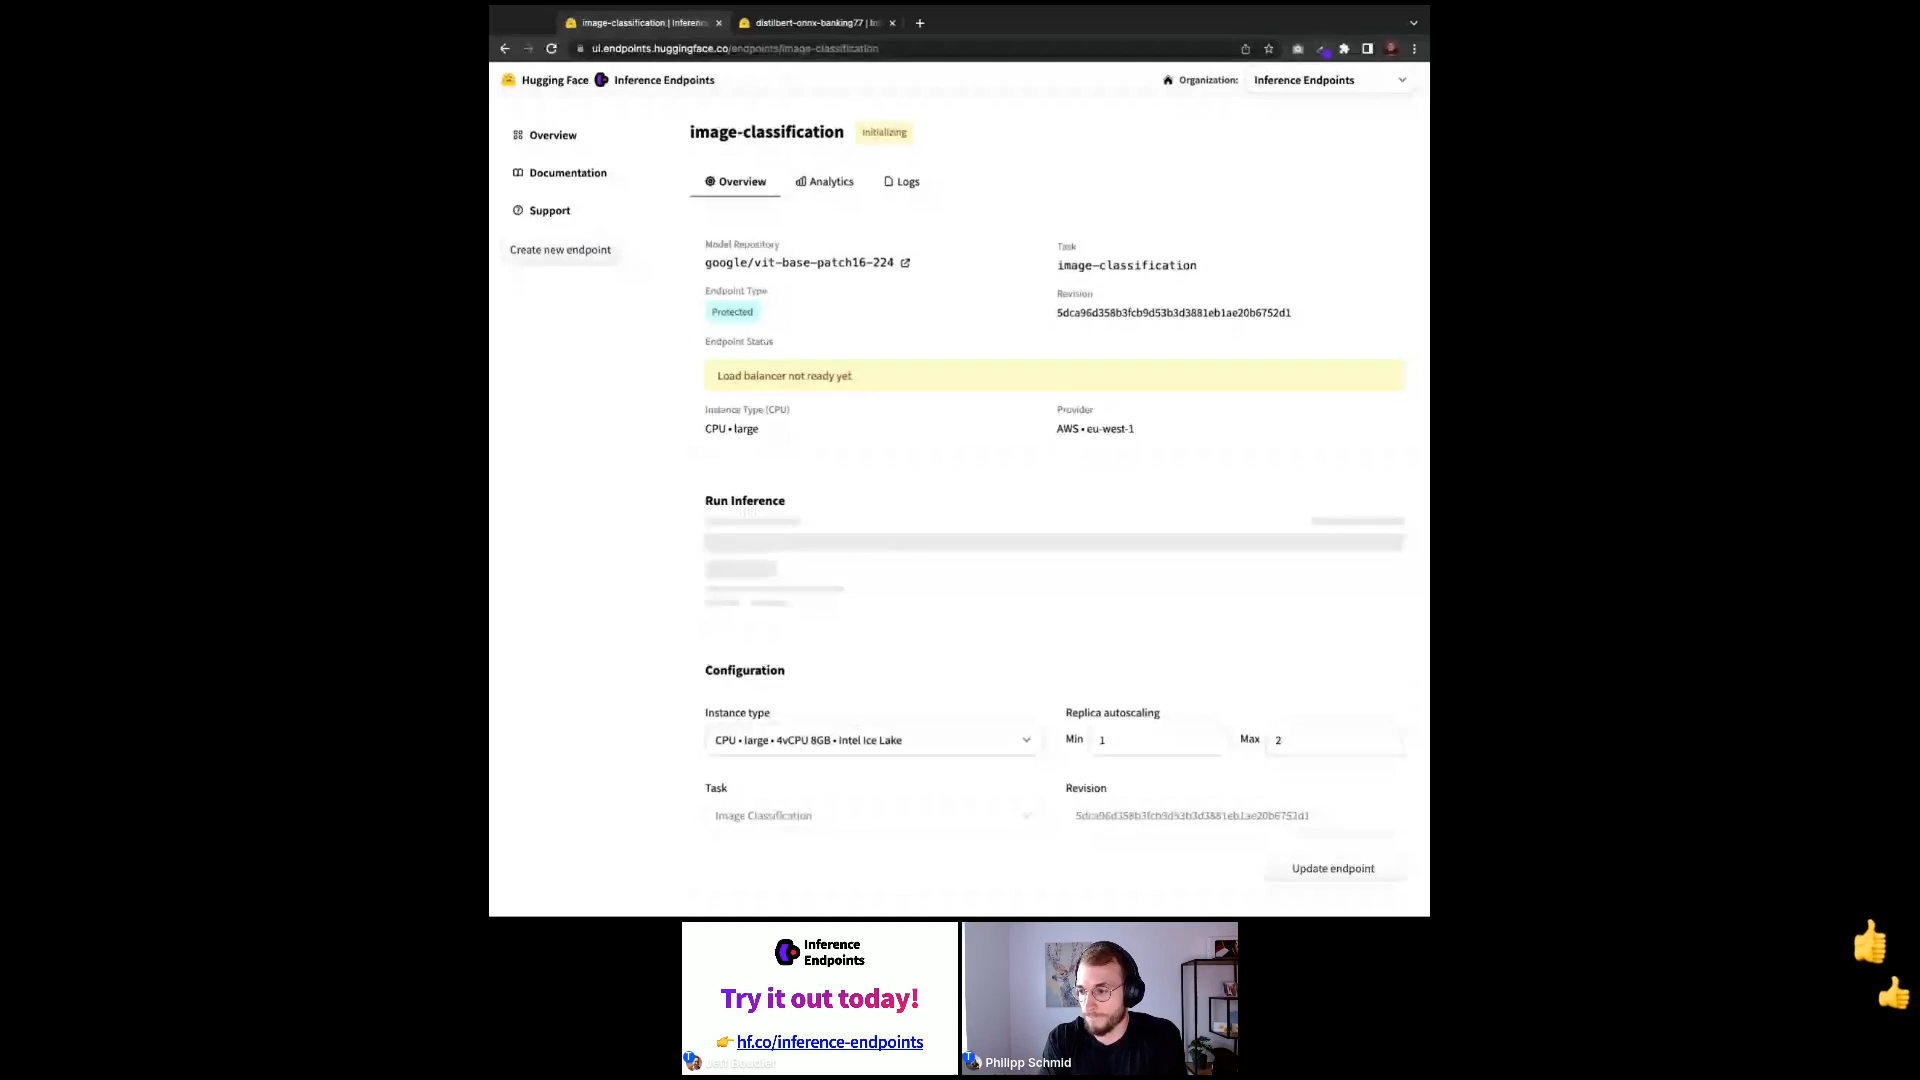 image-classification | Inferenc
distilbert-onnx-banking77 | In
ui.endpoints.huggingface.co/endpoints/image-classification
Hugging Face Inference Endpoints
Organization: Inference Endpoints
Overview
Documentation
Support
Create new endpoint
image-classification Initializing
Overview Analytics Logs
Model Repository
google/vit-base-patch16-224
Task
image-classification
Endpoint Type
Protected
Revision
5dca96d358b3fcb9d53b3d3881eb1ae20b6752d1
Endpoint Status
Load balancer not ready yet
Instance Type (CPU)
CPU • large
Provider
AWS • eu-west-1
Run Inference
Configuration
Instance type
CPU • large • 4vCPU 8GB • Intel Ice Lake
Replica autoscaling
Min 1 Max 2
Task
Image Classification
Revision
5dca96d358b3fcb9d53b3d3881eb1ae20b6752d1
Update endpoint
Inference
Endpoints
Try it out today!
👉 hf.co/inference-endpoints
Jeff Boudier
Philipp Schmid